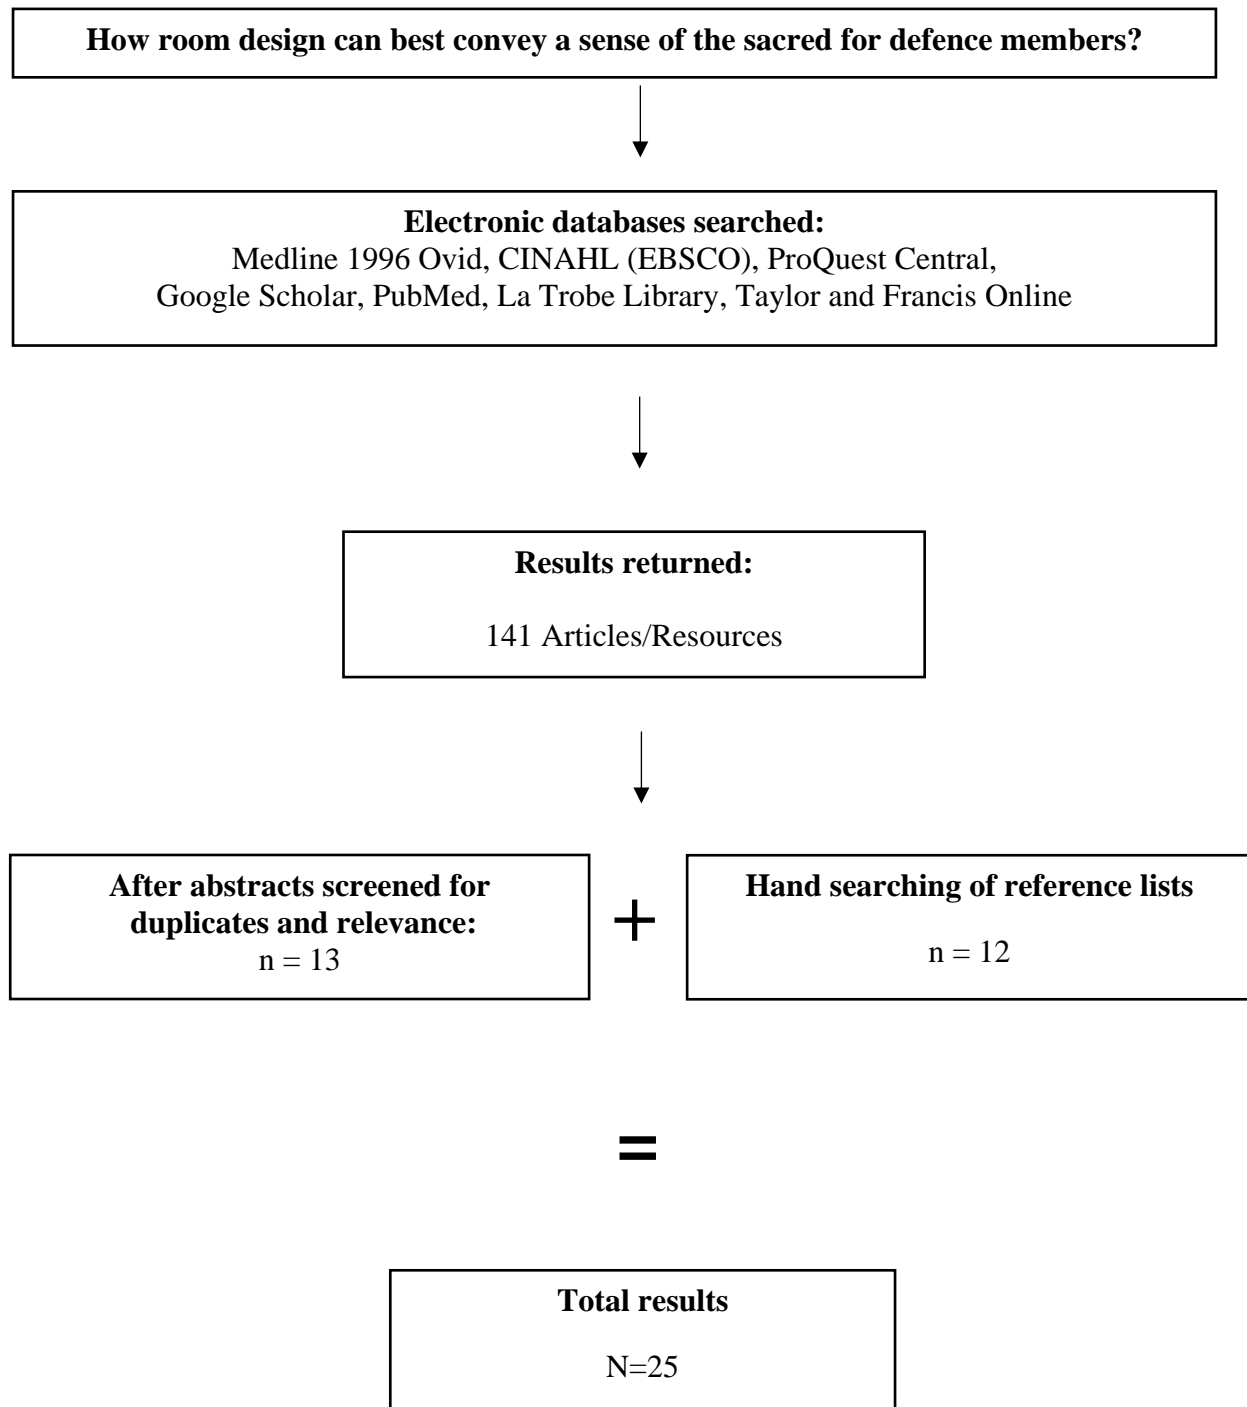 How room design can best convey a sense of the sacred for defence members?
Electronic databases searched:
Medline 1996 Ovid, CINAHL (EBSCO), ProQuest Central,
Google Scholar, PubMed, La Trobe Library, Taylor and Francis Online
Results returned:
141 Articles/Resources
After abstracts screened for
duplicates and relevance:
n = 13
+
Hand searching of reference lists
n = 12
=
Total results
N=25